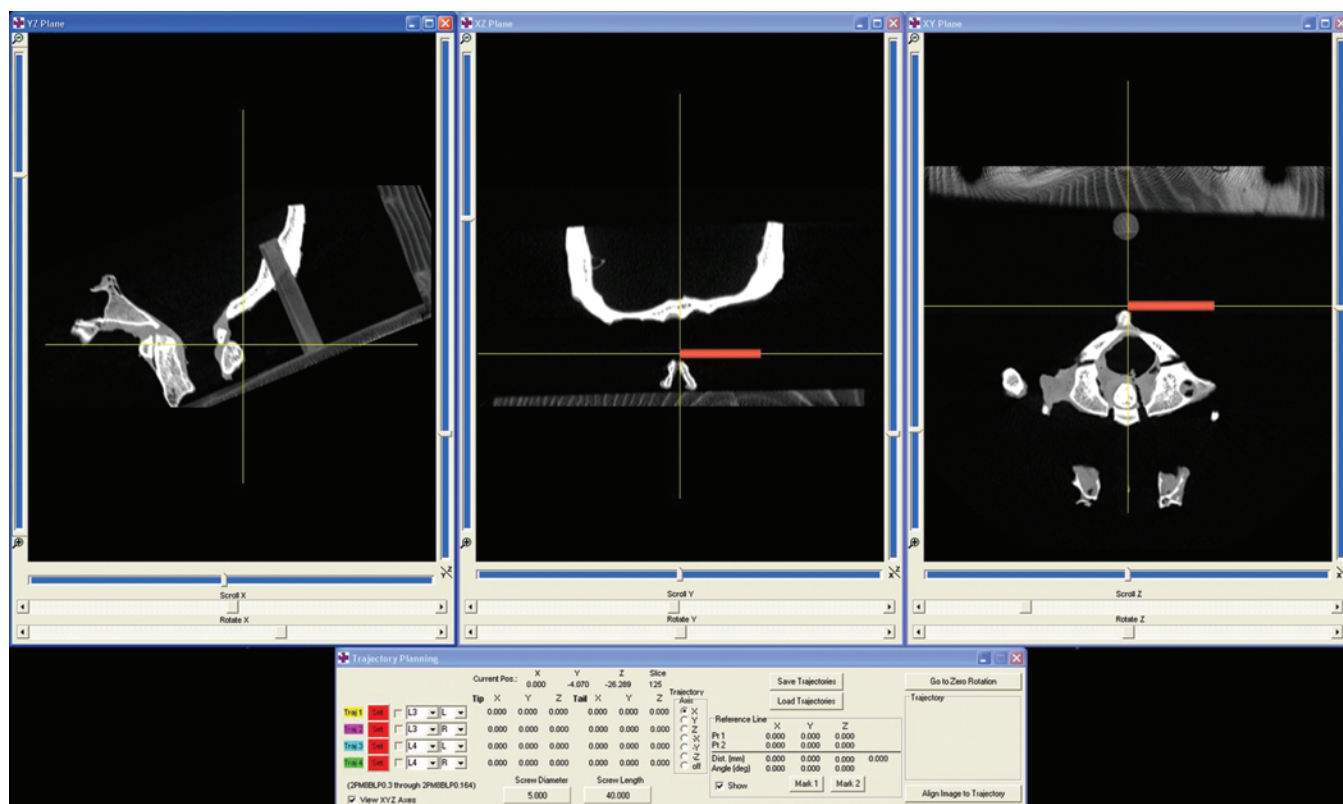 YZ Plane
XZ Plane
XY Plane
Scroll X
Rotate X
Scroll Y
Rotate Y
Scroll Z
Rotate Z
Trajectory Planning
Current Pos.: X Y Z Slice
0.000 -4.070 -26.289 125
Save Trajectories
Load Trajectories
Go to Zero Rotation
Trajectory
Tip X Y Z Tail X Y Z
Trajectory Axis
Traj 1 Set L3 L 0.000 0.000 0.000 0.000 0.000 0.000
Traj 2 Set L3 R 0.000 0.000 0.000 0.000 0.000 0.000
Traj 3 Set L4 L 0.000 0.000 0.000 0.000 0.000 0.000
Traj 4 Set L4 R 0.000 0.000 0.000 0.000 0.000 0.000
X
Y
Z
-X
-Y
-Z
off
Reference Line
X Y Z
Pt 1 0.000 0.000 0.000
Pt 2 0.000 0.000 0.000
Dist. (mm) 0.000 0.000 0.000 0.000
Angle (deg) 0.000 0.000 0.000
Show Mark 1 Mark 2
(2PM8BLP0.3 through 2PM8BLP0.164)
View XYZ Axes
Screw Diameter
5.000
Screw Length
40.000
Align Image to Trajectory